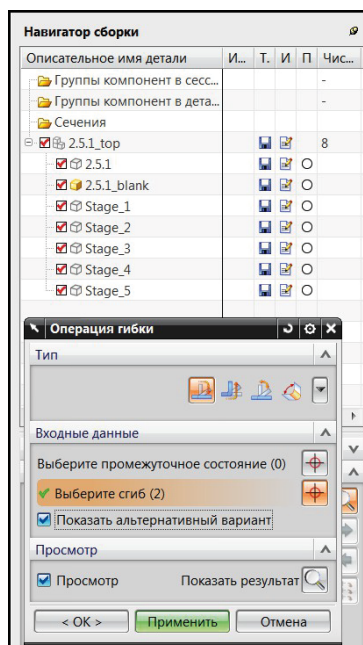 Навигатор сборки
Описательное имя детали И... Т. И П Чис...
Группы компонент в сесс... -
Группы компонент в дета... -
Сечения -
2.5.1_top 8
2.5.1
2.5.1_blank
Stage_1
Stage_2
Stage_3
Stage_4
Stage_5
Операция гибки
Тип
Входные данные
Выберите промежуточное состояние (0)
Выберите сгиб (2)
Показать альтернативный вариант
Просмотр
Просмотр Показать результат
< OK > Применить Отмена